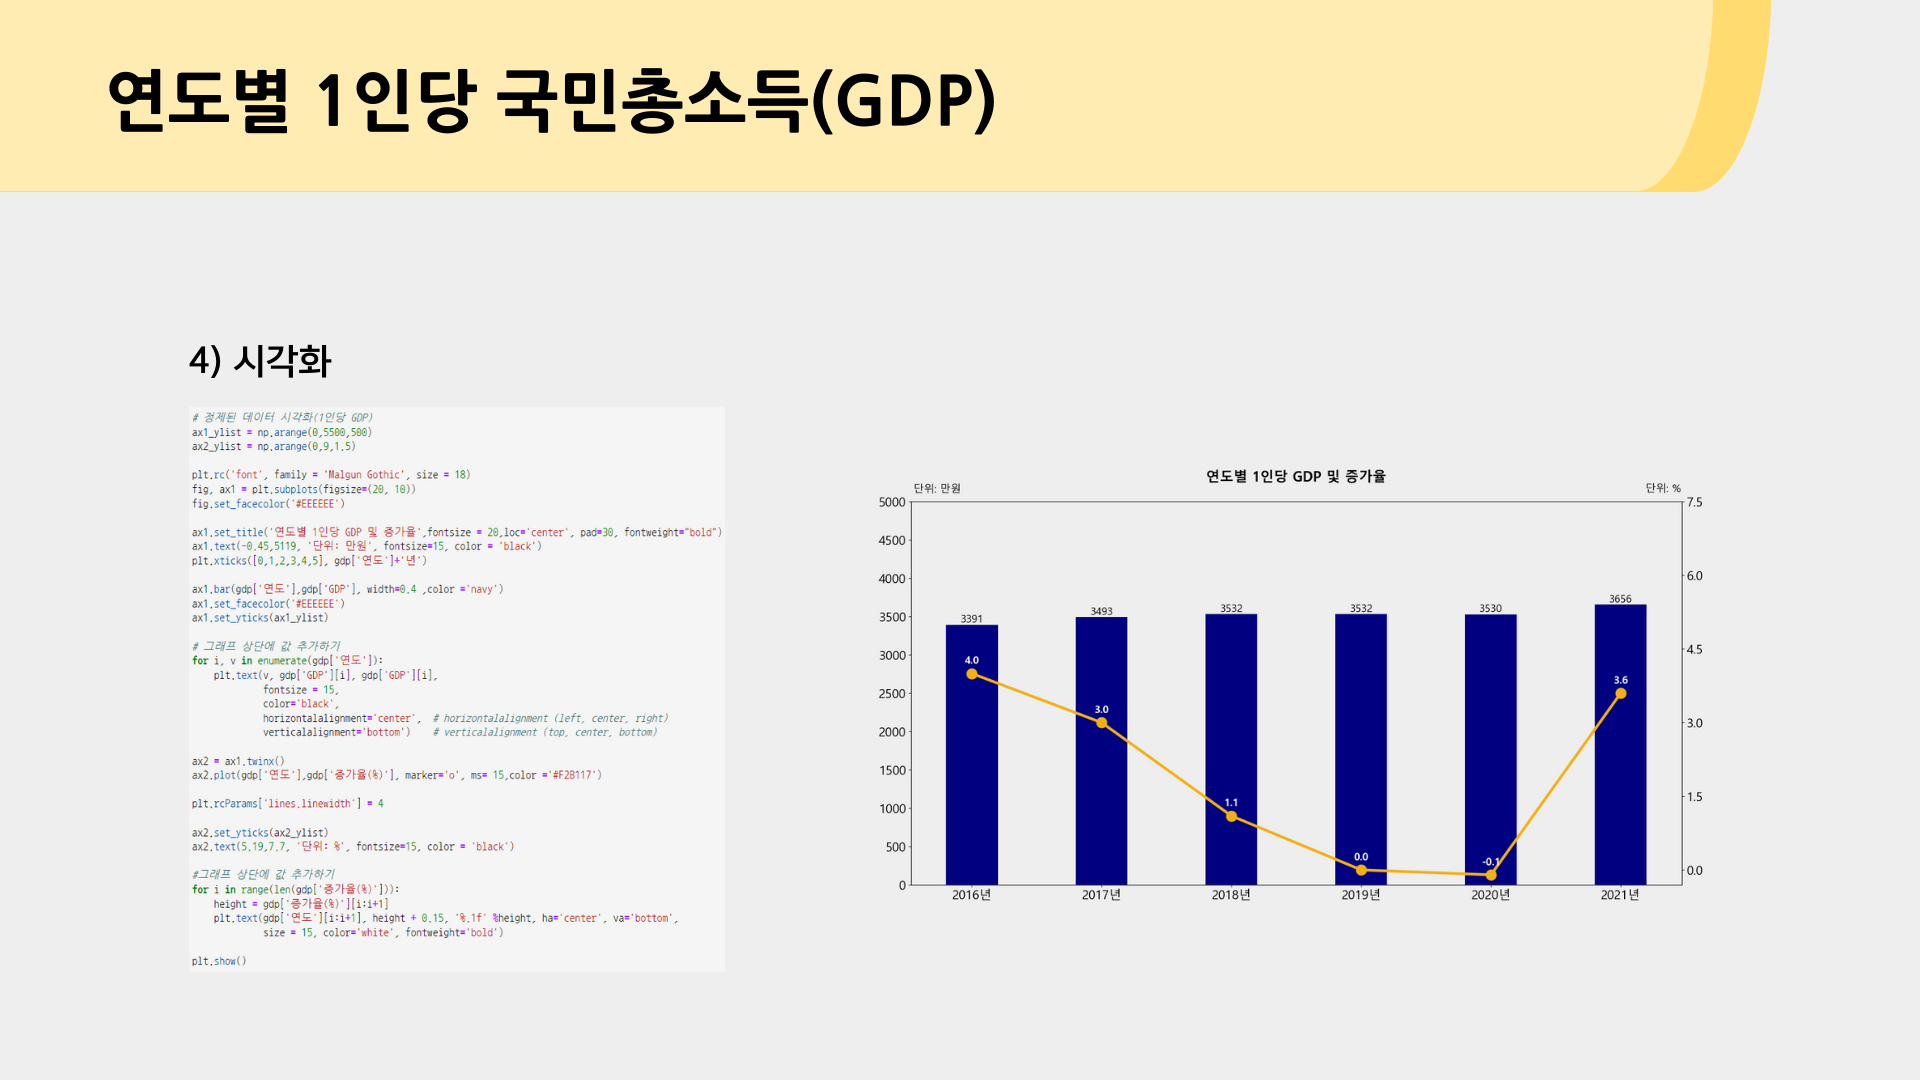 연도별 1인당 국민총소득(GDP)
4) 시각화
# 정제된 데이터 시각화(1인당 GDP)
ax1_ylist = np.arange(0,5500,500)
ax2_ylist = np.arange(0,9,1.5)
plt.rc('font', family = 'Malgun Gothic', size = 18)
fig, ax1 = plt.subplots(figsize=(20, 10))
fig.set_facecolor('#EEEEEE')
ax1.set_title('연도별 1인당 GDP 및 증가율',fontsize = 20,loc='center', pad=30, fontweight="bold")
ax1.text(-0.45,5119, '단위: 만원', fontsize=15, color = 'black')
plt.xticks([0,1,2,3,4,5], gdp['연도']+'년')
ax1.bar(gdp['연도'],gdp['GDP'], width=0.4 ,color ='navy')
ax1.set_facecolor('#EEEEEE')
ax1.set_yticks(ax1_ylist)
# 그래프 상단에 값 추가하기
for i, v in enumerate(gdp['연도']):
    plt.text(v, gdp['GDP'][i], gdp['GDP'][i],
             fontsize = 15,
             color='black',
             horizontalalignment='center',  # horizontalalignment (left, center, right)
             verticalalignment='bottom')    # verticalalignment (top, center, bottom)
ax2 = ax1.twinx()
ax2.plot(gdp['연도'],gdp['증가율(%)'], marker='o', ms= 15,color ='#F2B117')
plt.rcParams['lines.linewidth'] = 4
ax2.set_yticks(ax2_ylist)
ax2.text(5.19,7.7, '단위: %', fontsize=15, color = 'black')
#그래프 상단에 값 추가하기
for i in range(len(gdp['증가율(%)'])):
    height = gdp['증가율(%)'][i:i+1]
    plt.text(gdp['연도'][i:i+1], height + 0.15, '%.1f' %height, ha='center', va='bottom',
             size = 15, color='white', fontweight='bold')
plt.show()
연도별 1인당 GDP 및 증가율
단위: 만원
단위: %
5000
4500
4000
3500
3000
2500
2000
1500
1000
500
0
3391
3493
3532
3532
3530
3656
4.0
3.0
1.1
0.0
-0.1
3.6
7.5
6.0
4.5
3.0
1.5
0.0
2016년
2017년
2018년
2019년
2020년
2021년